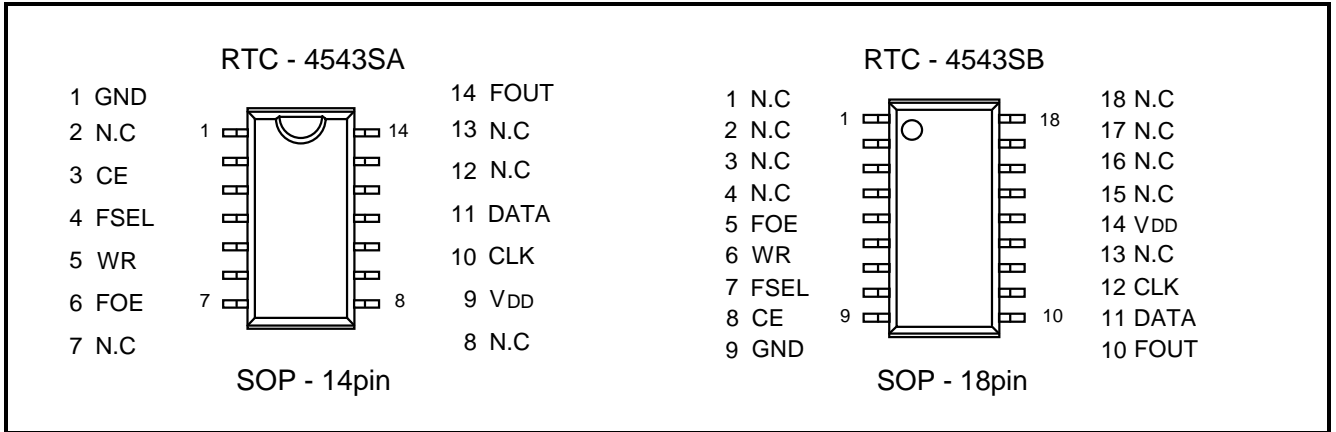 RTC - 4543SA
1 GND
2 N.C
3 CE
4 FSEL
5 WR
6 FOE
7 N.C
1
7
14
8
14 FOUT
13 N.C
12 N.C
11 DATA
10 CLK
9 VDD
8 N.C
SOP - 14pin
RTC - 4543SB
1 N.C
2 N.C
3 N.C
4 N.C
5 FOE
6 WR
7 FSEL
8 CE
9 GND
1
9
18
10
18 N.C
17 N.C
16 N.C
15 N.C
14 VDD
13 N.C
12 CLK
11 DATA
10 FOUT
SOP - 18pin